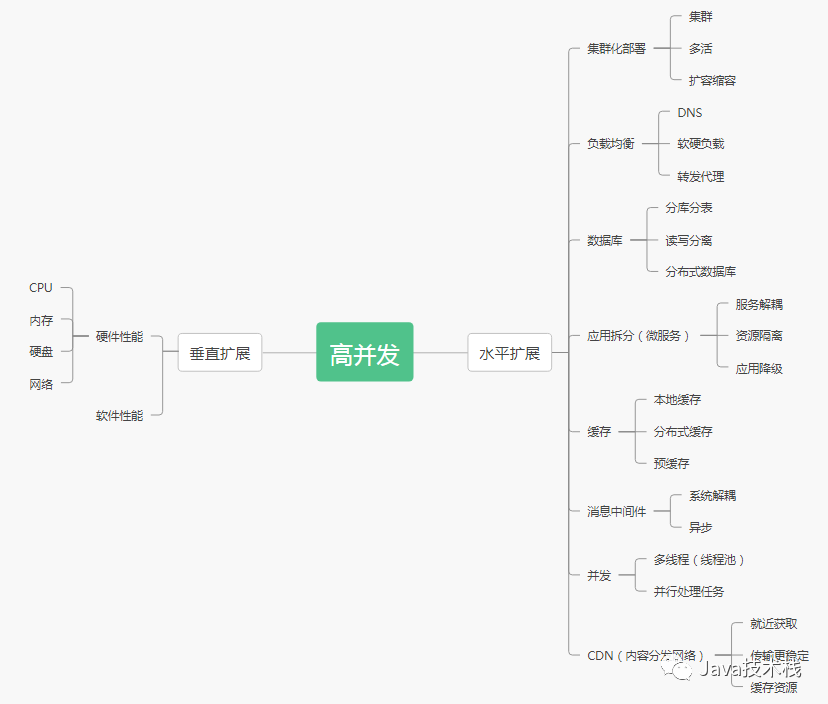 高并发
垂直扩展
硬件性能
CPU
内存
硬盘
网络
软件性能
水平扩展
集群化部署
集群
多活
扩容缩容
负载均衡
DNS
软硬负载
转发代理
数据库
分库分表
读写分离
分布式数据库
应用拆分（微服务）
服务解耦
资源隔离
应用降级
缓存
本地缓存
分布式缓存
预缓存
消息中间件
系统解耦
异步
并发
多线程（线程池）
并行处理任务
CDN（内容分发网络）
就近获取
传输更稳定
缓存资源
Java技术栈